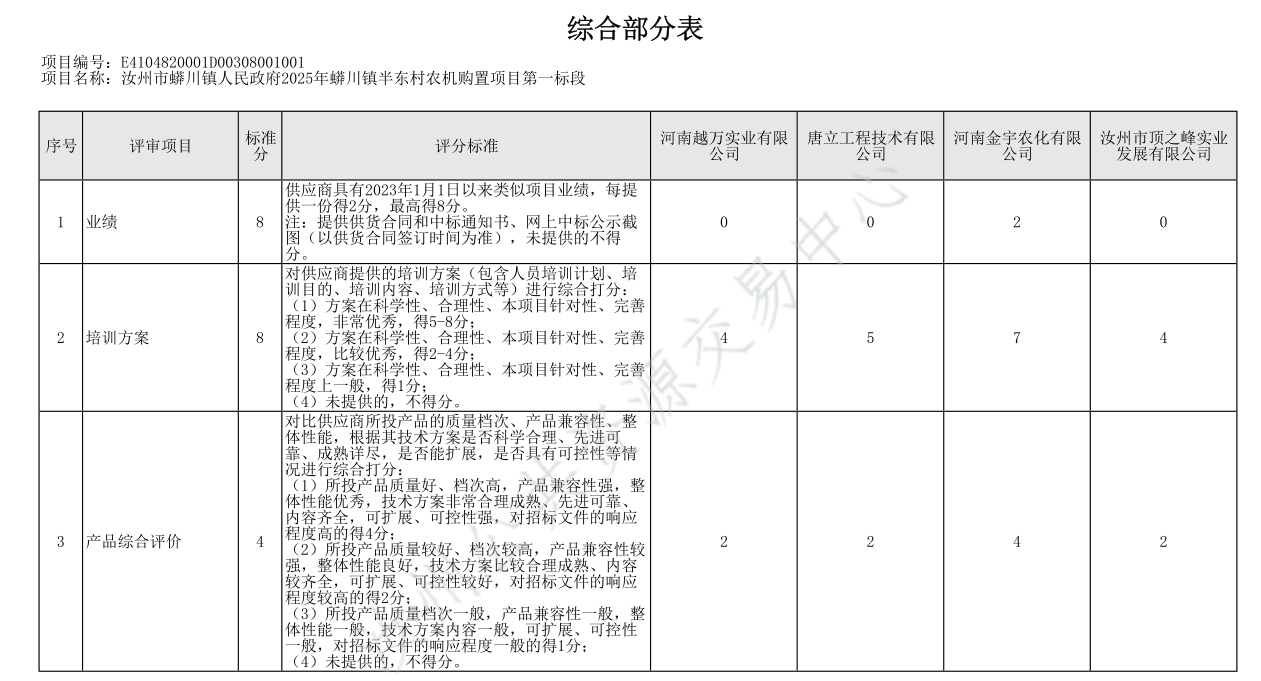 综合部分表
项目编号：E4104820001D00308001001
项目名称：汝州市蟒川镇人民政府2025年蟒川镇半东村农机购置项目第一标段
序号 评审项目 标准分 评分标准 河南越万实业有限公司 唐立工程技术有限公司 河南金宇农化有限公司 汝州市顶之峰实业发展有限公司
1 业绩 8
供应商具有2023年1月1日以来类似项目业绩，每提
供一份得2分，最高得8分。
注：提供供货合同和中标通知书、网上中标公示截
图（以供货合同签订时间为准），未提供的不得
分。
0 0 2 0
2 培训方案 8
对供应商提供的培训方案（包含人员培训计划、培
训目的、培训内容、培训方式等）进行综合打分：
（1）方案在科学性、合理性、本项目针对性、完善
程度，非常优秀，得5-8分；
（2）方案在科学性、合理性、本项目针对性、完善
程度，比较优秀，得2-4分；
（3）方案在科学性、合理性、本项目针对性、完善
程度上一般，得1分；
（4）未提供的，不得分。
4 5 7 4
3 产品综合评价 4
对比供应商所投产品的质量档次、产品兼容性、整
体性能，根据其技术方案是否科学合理、先进可
靠、成熟详尽，是否能扩展，是否具有可控性等情
况进行综合打分：
（1）所投产品质量好、档次高，产品兼容性强，整
体性能优秀，技术方案非常合理成熟、先进可靠、
内容齐全，可扩展、可控性强，对招标文件的响应
程度高的得4分；
（2）所投产品质量较好、档次较高，产品兼容性较
强，整体性能良好，技术方案比较合理成熟、内容
较齐全，可扩展、可控性较好，对招标文件的响应
程度较高的得2分；
（3）所投产品质量档次一般，产品兼容性一般，整
体性能一般，技术方案内容一般，可扩展、可控性
一般，对招标文件的响应程度一般的得1分；
（4）未提供的，不得分。
2 2 4 2
汝州公共资源交易中心